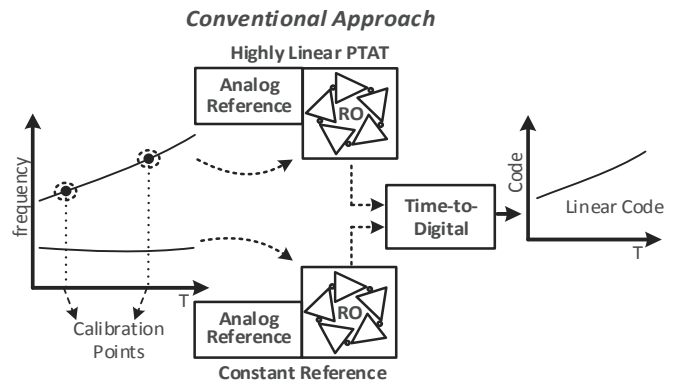 Conventional Approach
Highly Linear PTAT
Analog
Reference
RO
frequency
T
Calibration
Points
Time-to-
Digital
Code
Linear Code
T
Analog
Reference
RO
Constant Reference